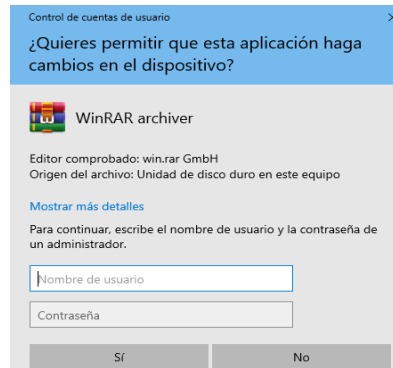 Control de cuentas de usuario
¿Quieres permitir que esta aplicación haga
cambios en el dispositivo?
WinRAR archiver
Editor comprobado: win.rar GmbH
Origen del archivo: Unidad de disco duro en este equipo
Mostrar más detalles
Para continuar, escribe el nombre de usuario y la contraseña de
un administrador.
Nombre de usuario
Contraseña
Sí No